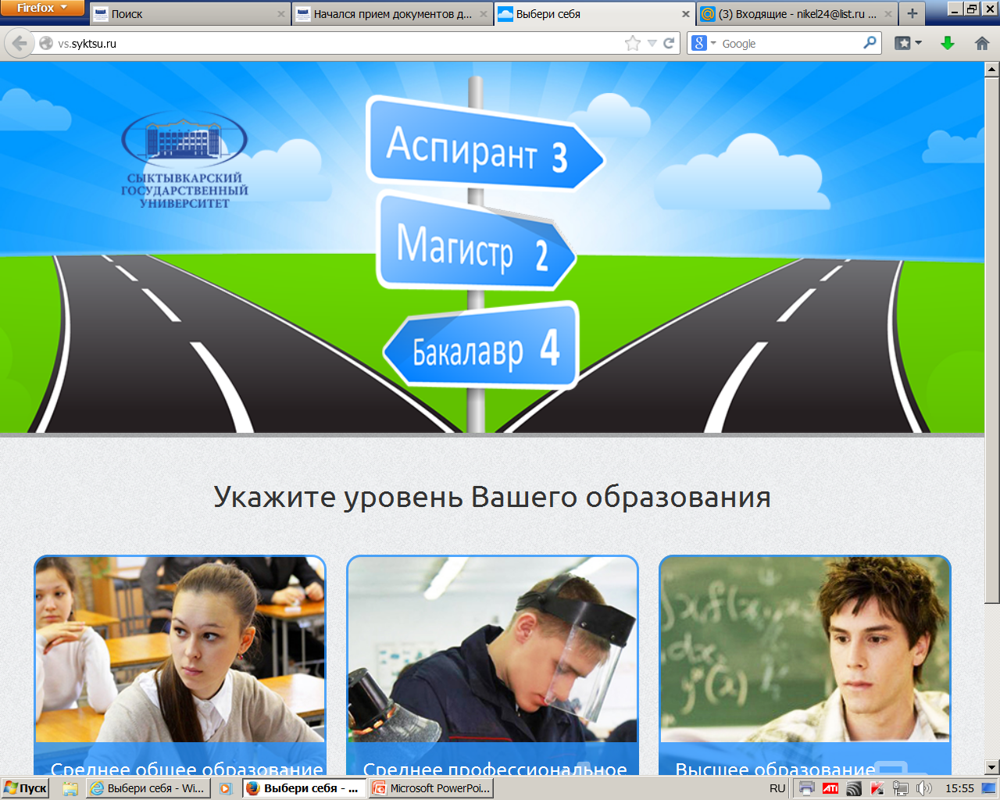 Firefox
Поиск
Начался прием документов д...
Выбери себя
(3) Входящие - nikel24@list.ru ...
vs.syktsu.ru
Google
СЫКТЫВКАРСКИЙ
ГОСУДАРСТВЕННЫЙ
УНИВЕРСИТЕТ
Аспирант 3
Магистр 2
Бакалавр 4
Укажите уровень Вашего образования
Среднее общее образование
Среднее профессиональное
Высшее образование
Пуск
Выбери себя - Wi...
Выбери себя - ...
Microsoft PowerPoi...
RU
ATI
15:55